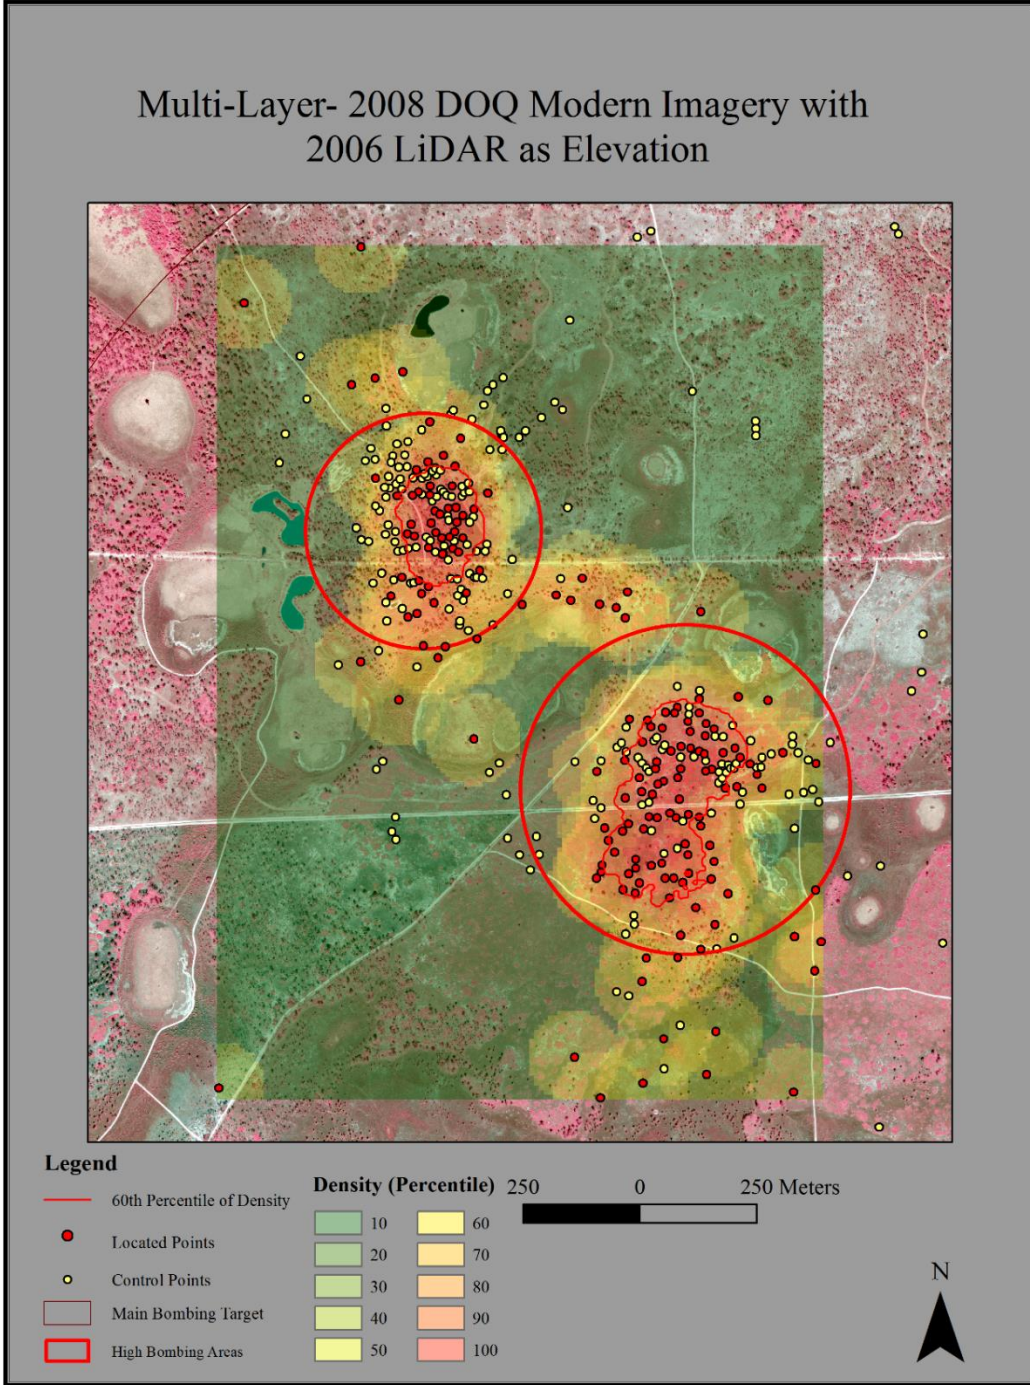 Multi-Layer- 2008 DOQ Modern Imagery with
2006 LiDAR as Elevation
Legend
60th Percentile of Density
Located Points
Control Points
Main Bombing Target
High Bombing Areas
Density (Percentile)
10 60
20 70
30 80
40 90
50 100
250 0 250 Meters
N